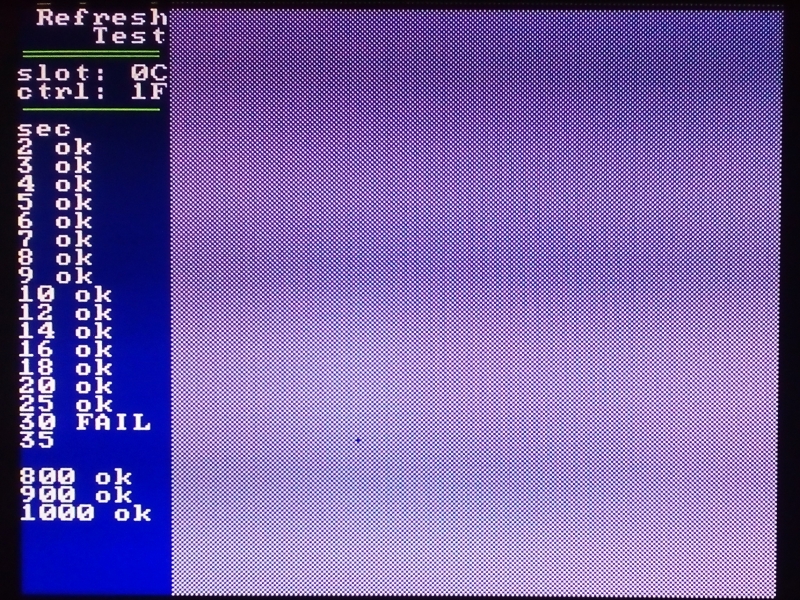 Refresh
Test
slot: 0C
ctrl: 1F
sec
2 ok
3 ok
4 ok
5 ok
6 ok
7 ok
8 ok
9 ok
10 ok
12 ok
14 ok
16 ok
18 ok
20 ok
25 ok
30 FAIL
35
800 ok
900 ok
1000 ok